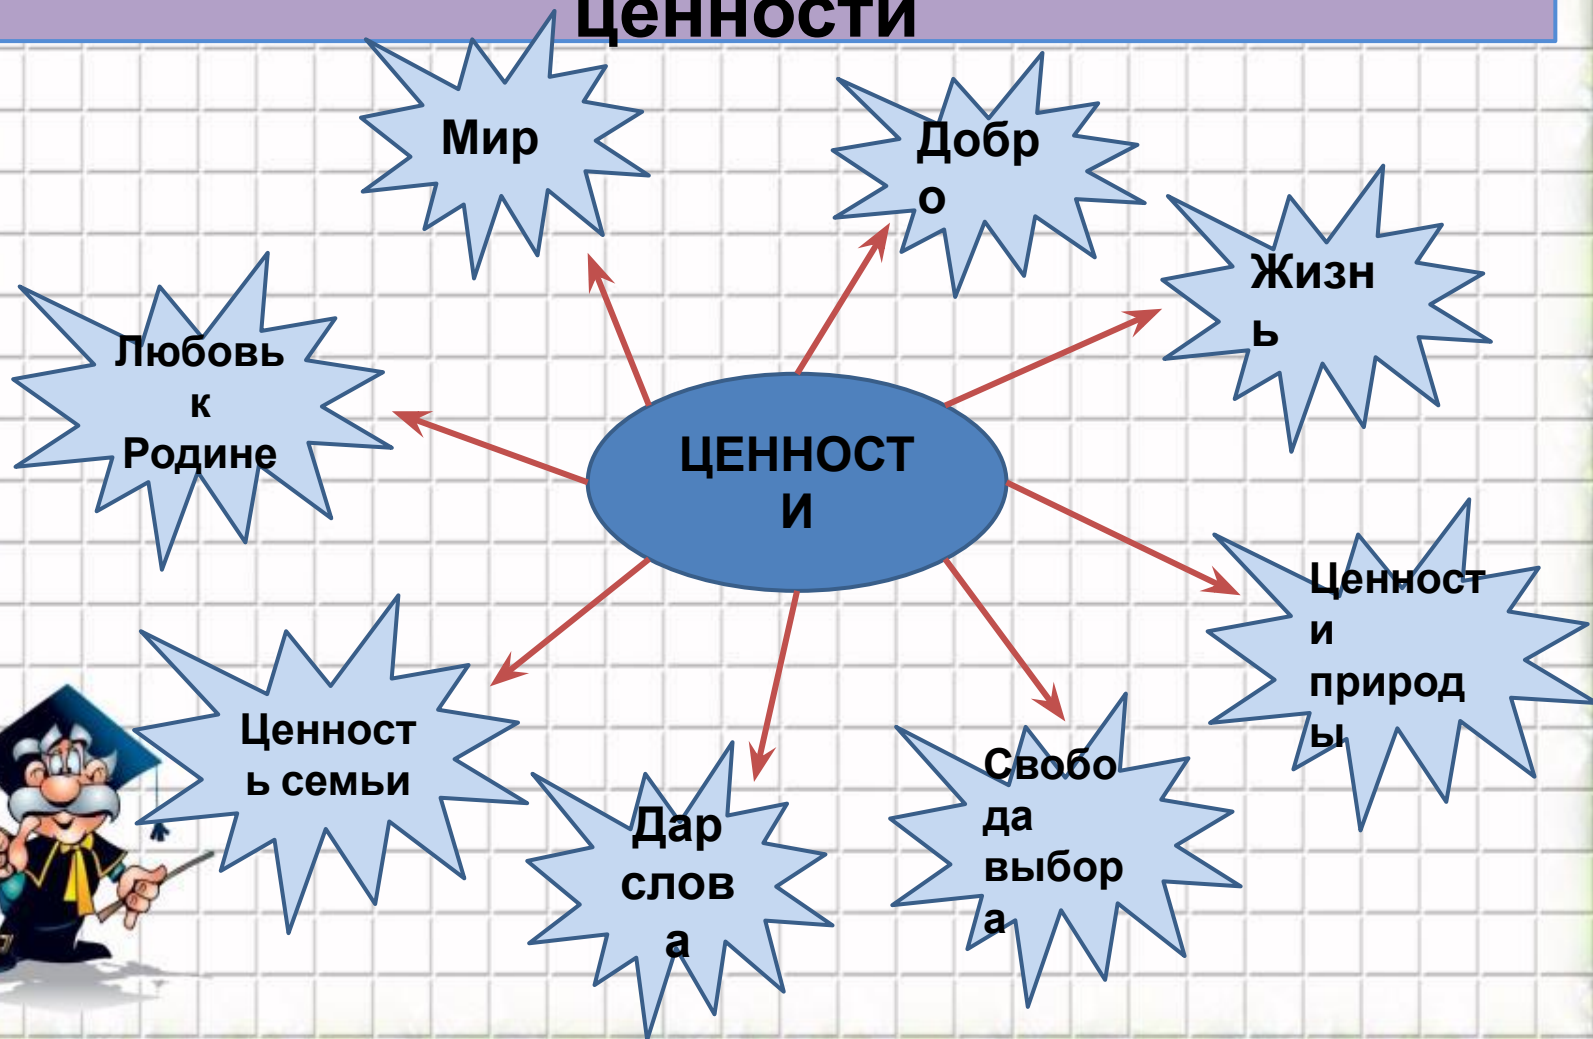 ценности
Мир
Добр
о
Жизн
ь
Любовь
к
Родине
ЦЕННОСТ
И
Ценност
и
природ
ы
Ценност
ь семьи
Дар
слов
а
Свобо
да
выбор
а